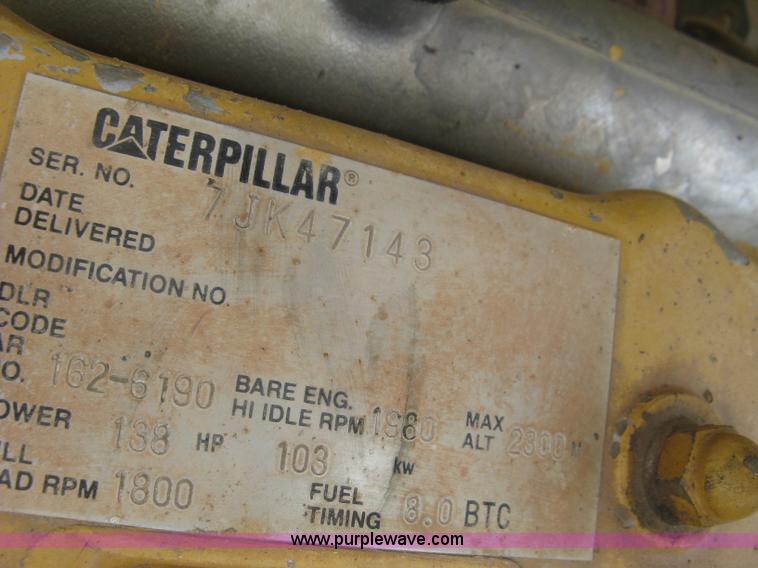 CATERPILLAR®
SER. NO. 7JK47143
DATE
DELIVERED
MODIFICATION NO.
DLR
CODE
AR
O. 162-6190 BARE ENG.
HI IDLE RPM 1980 MAX
ALT 2300 M
OWER 138 HP 103 kw
LL
AD RPM 1800 FUEL
TIMING 8.0 BTC
www.purplewave.com